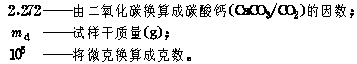 2.272——由二氧化碳换算成碳酸钙(CaCO₃/CO₂)的因数；
m₄——试样干质量(g)；
10⁶——将微克换算成克数。